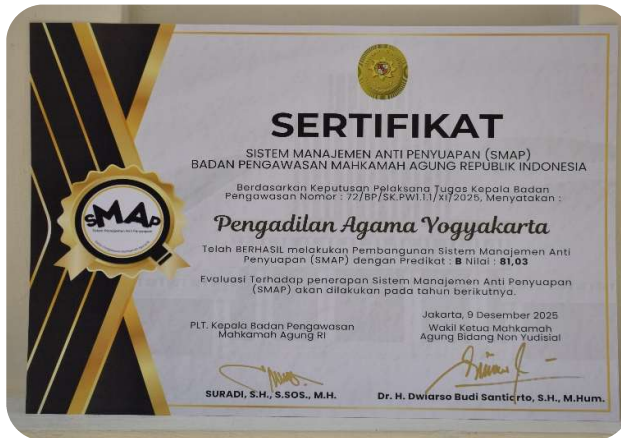 SERTIFIKAT
SISTEM MANAJEMEN ANTI PENYUAPAN (SMAP)
BADAN PENGAWASAN MAHKAMAH AGUNG REPUBLIK INDONESIA
Berdasarkan Keputusan Pelaksana Tugas Kepala Badan
Pengawasan Nomor : 72/BP/SK.PW1.1.1/XI/2025, Menyatakan :
Pengadilan Agama Yogyakarta
Telah BERHASIL melakukan Pembangunan Sistem Manajemen Anti
Penyuapan (SMAP) dengan Predikat : B Nilai : 81,03
Evaluasi Terhadap penerapan Sistem Manajemen Anti Penyuapan
(SMAP) akan dilakukan pada tahun berikutnya.
Jakarta, 9 Desember 2025
PLT. Kepala Badan Pengawasan
Mahkamah Agung RI
Wakil Ketua Mahkamah
Agung Bidang Non Yudisial
SURADI, S.H., S.SOS., M.H.
Dr. H. Dwiarso Budi Santiarto, S.H., M.Hum.
SMAP
Sistem Manajemen Anti Penyuapan